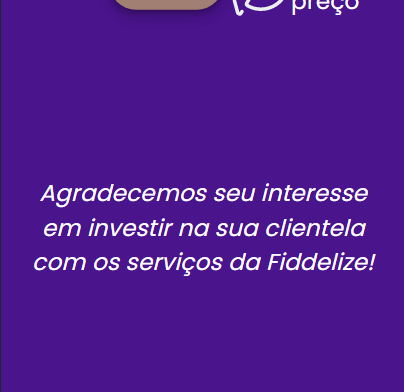 preço
Agradecemos seu interesse
em investir na sua clientela
com os serviços da Fiddelize!